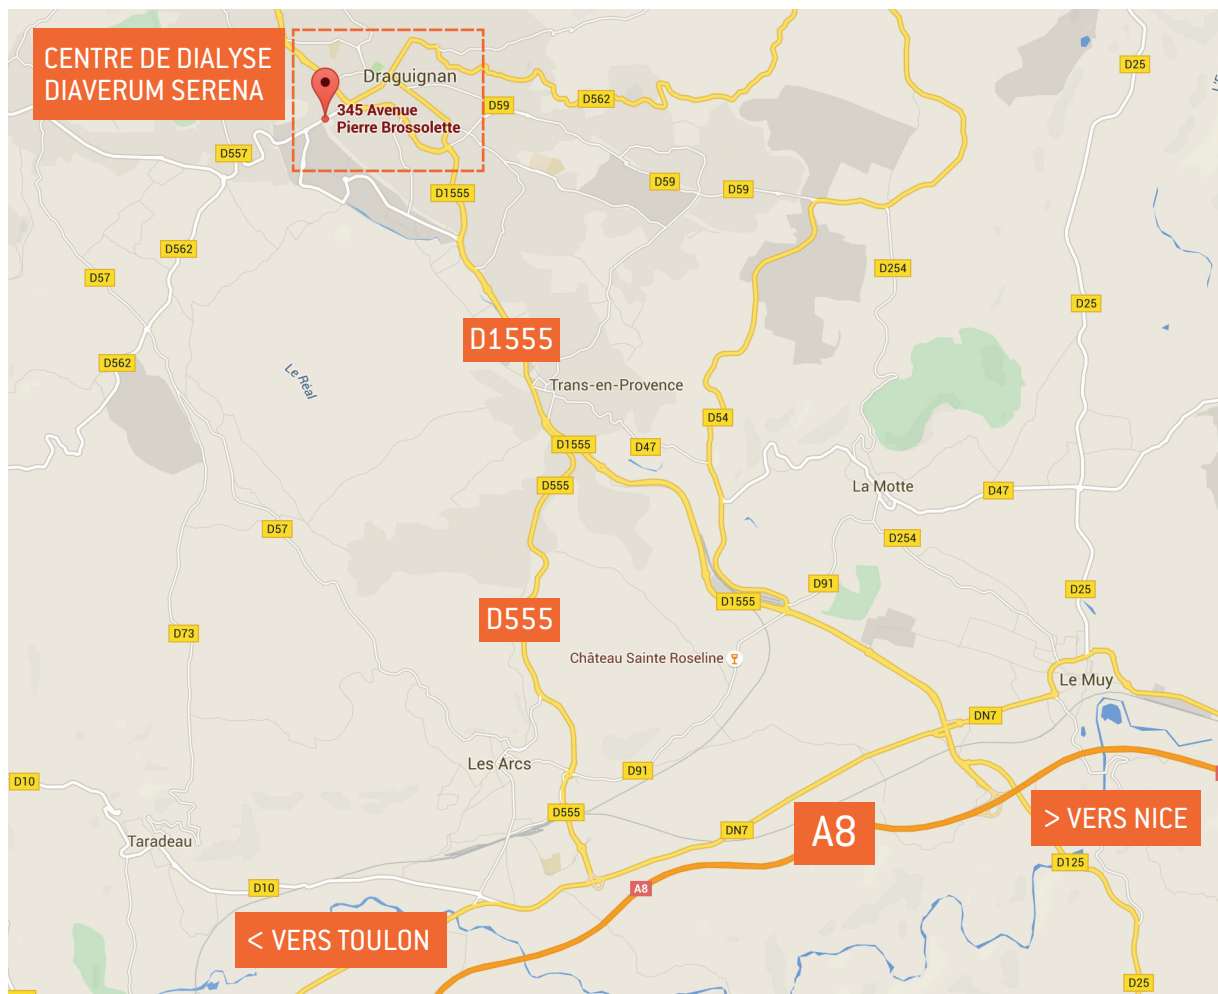 CENTRE DE DIALYSE
DIAVERUM SERENA
Draguignan
345 Avenue
Pierre Brossolette
D25
D562
D59
D557
D59
D59
D1555
D562
D254
D57
D25
D1555
D562
Le Réal
Trans-en-Provence
D54
D1555
D47
D555
La Motte
D47
D57
D254
D91
D25
D1555
D555
D73
Château Sainte Roseline
Le Muy
DN7
Les Arcs
D91
D10
D555
DN7
A8
> VERS NICE
Taradeau
D125
D10
A8
< VERS TOULON
D25